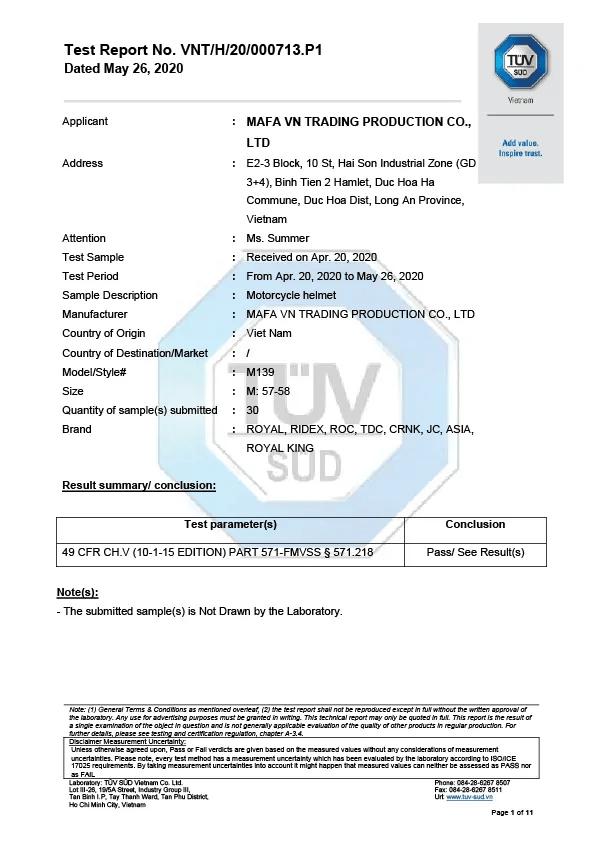 Test Report No. VNT/H/20/000713.P1
Dated May 26, 2020
TÜV
SÜD
Vietnam
Add value.
Inspire trust.
Applicant : MAFA VN TRADING PRODUCTION CO.,
LTD
Address : E2-3 Block, 10 St, Hai Son Industrial Zone (GD
3+4), Binh Tien 2 Hamlet, Duc Hoa Ha
Commune, Duc Hoa Dist, Long An Province,
Vietnam
Attention : Ms. Summer
Test Sample : Received on Apr. 20, 2020
Test Period : From Apr. 20, 2020 to May 26, 2020
Sample Description : Motorcycle helmet
Manufacturer : MAFA VN TRADING PRODUCTION CO., LTD
Country of Origin : Viet Nam
Country of Destination/Market : /
Model/Style# : M139
Size : M: 57-58
Quantity of sample(s) submitted : 30
Brand : ROYAL, RIDEX, ROC, TDC, CRNK, JC, ASIA,
ROYAL KING
TÜV
SÜD
Result summary/ conclusion:
Test parameter(s) Conclusion
49 CFR CH.V (10-1-15 EDITION) PART 571-FMVSS § 571.218 Pass/ See Result(s)
Note(s):
- The submitted sample(s) is Not Drawn by the Laboratory.
Note: (1) General Terms & Conditions as mentioned overleaf, (2) the test report shall not be reproduced except in full without the written approval of
the laboratory. Any use for advertising purposes must be granted in writing. This technical report may only be quoted in full. This report is the result of
a single examination of the object in question and is not generally applicable evaluation of the quality of other products in regular production. For
further details, please see testing and certification regulation, chapter A-3.4.
Disclaimer Measurement Uncertainty:
Unless otherwise agreed upon, Pass or Fail verdicts are given based on the measured values without any considerations of measurement
uncertainties. Please note, every test method has a measurement uncertainty which has been evaluated by the laboratory according to ISO/ICE
17025 requirements. By taking measurement uncertainties into account it might happen that measured values can neither be assessed as PASS nor
as FAIL
Laboratory: TÜV SÜD Vietnam Co. Ltd. Phone: 084-28-6267 8507
Lot III-26, 19/5A Street, Industry Group III, Fax: 084-28-6267 8511
Tan Binh I.P, Tay Thanh Ward, Tan Phu District, Url: www.tuv-sud.vn
Ho Chi Minh City, Vietnam
Page 1 of 11